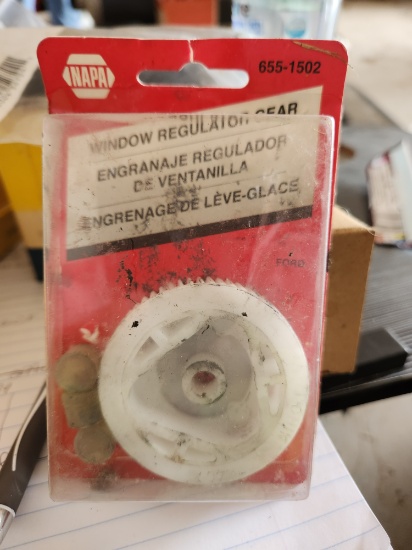 NAPA
655-1502
WINDOW REGULATOR GEAR
ENGRANAJE REGULADOR
DE VENTANILLA
ENGRENAGE DE LÈVE-GLACE
FORD